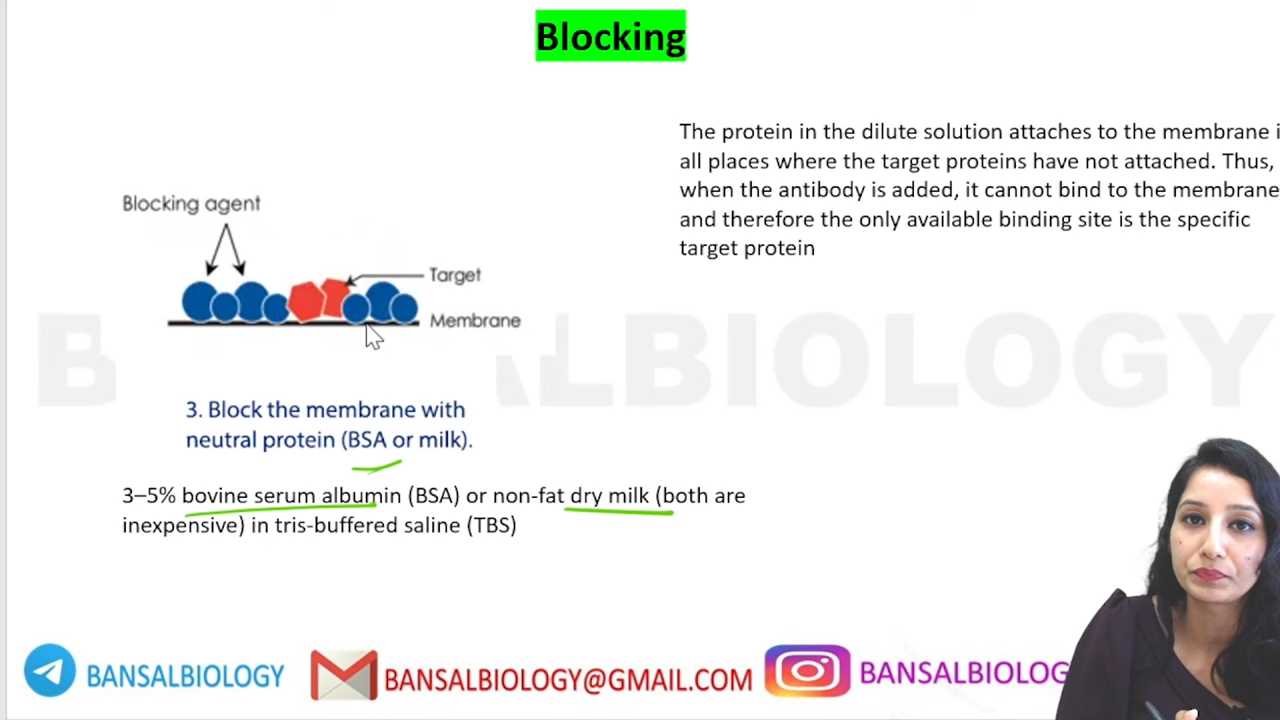 Blocking
The protein in the dilute solution attaches to the membrane i
all places where the target proteins have not attached. Thus,
when the antibody is added, it cannot bind to the membrane
and therefore the only available binding site is the specific
target protein
Blocking agent
Target
Membrane
B ALBIOLOGY
3. Block the membrane with
neutral protein (BSA or milk).
3–5% bovine serum albumin (BSA) or non-fat dry milk (both are
inexpensive) in tris-buffered saline (TBS)
BANSALBIOLOGY
BANSALBIOLOGY@GMAIL.COM
BANSALBIOLOG